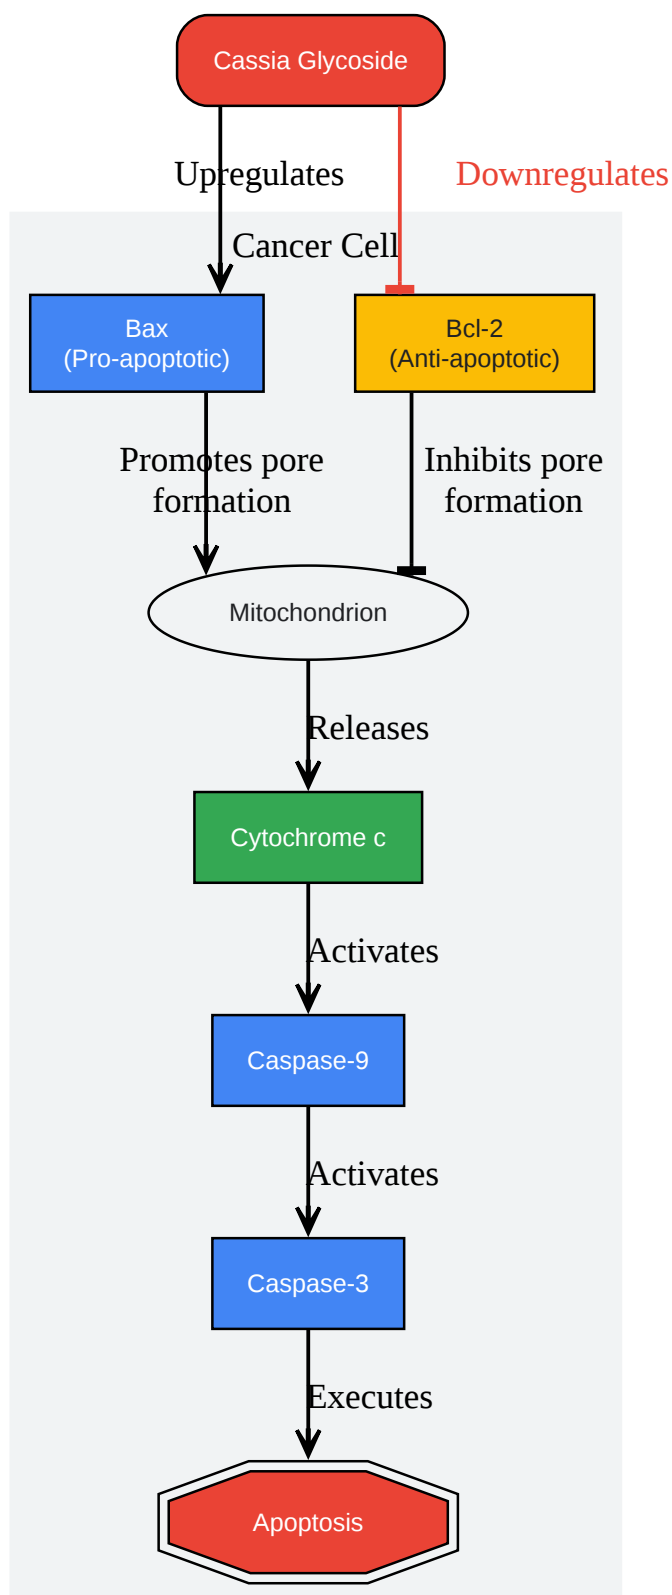 Cassia Glycoside
Upregulates
Downregulates
Cancer Cell
Bax
(Pro-apoptotic)
Bcl-2
(Anti-apoptotic)
Promotes pore
formation
Inhibits pore
formation
Mitochondrion
Releases
Cytochrome c
Activates
Caspase-9
Activates
Caspase-3
Executes
Apoptosis